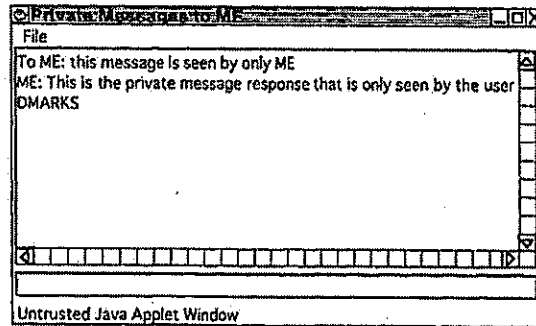 Private Messages to ME
File
To ME: this message is seen by only ME
ME: This is the private message response that is only seen by the user
DMARKS
Untrusted Java Applet Window